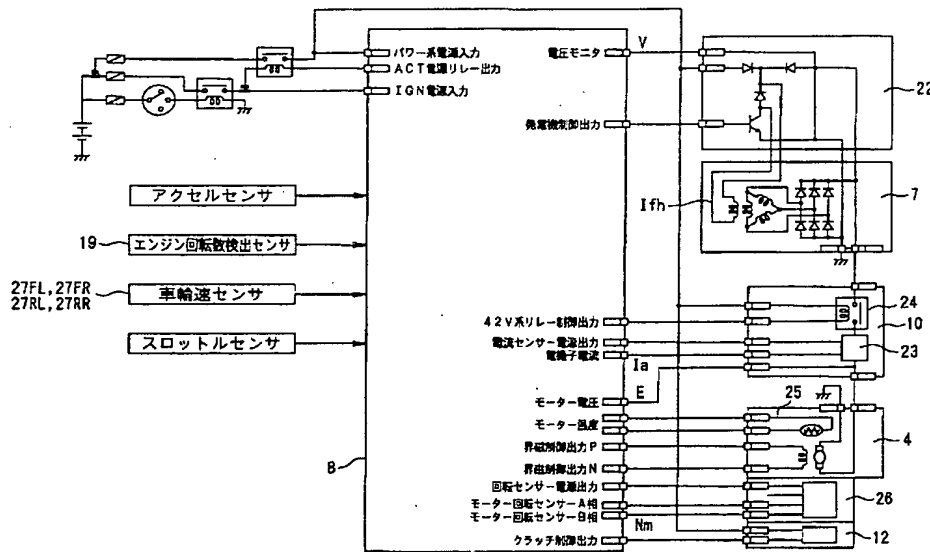 パワー系電源入力
ACT電源リレー出力
IGN電源入力
アクセルセンサ
19
エンジン回転数検出センサ
27FL,27FR
27RL,27RR
車輪速センサ
スロットルセンサ
8
電圧モニタ
V
発電機制御出力
22
Ifh
7
42V系リレー制御出力
電流センサー電源出力
電機子電流
Ia
24
10
23
モーター電圧
E
モーター温度
25
界磁制御出力P
界磁制御出力N
4
回転センサー電源出力
モーター回転センサーA相
モーター回転センサーB相
Nm
26
クラッチ制御出力
12